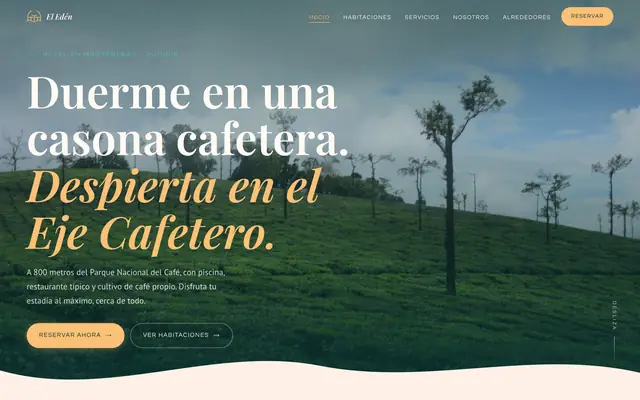 El Edén
INICIO HABITACIONES SERVICIOS NOSOTROS ALREDEDORES RESERVAR
Duerme en una
casona cafetera.
Despierta en el
Eje Cafetero.
A 800 metros del Parque Nacional del Café, con piscina,
restaurante típico y cultivo de café propio. Disfruta tu
estadía al máximo, cerca de todo.
RESERVAR AHORA →
VER HABITACIONES →
DESLIZA